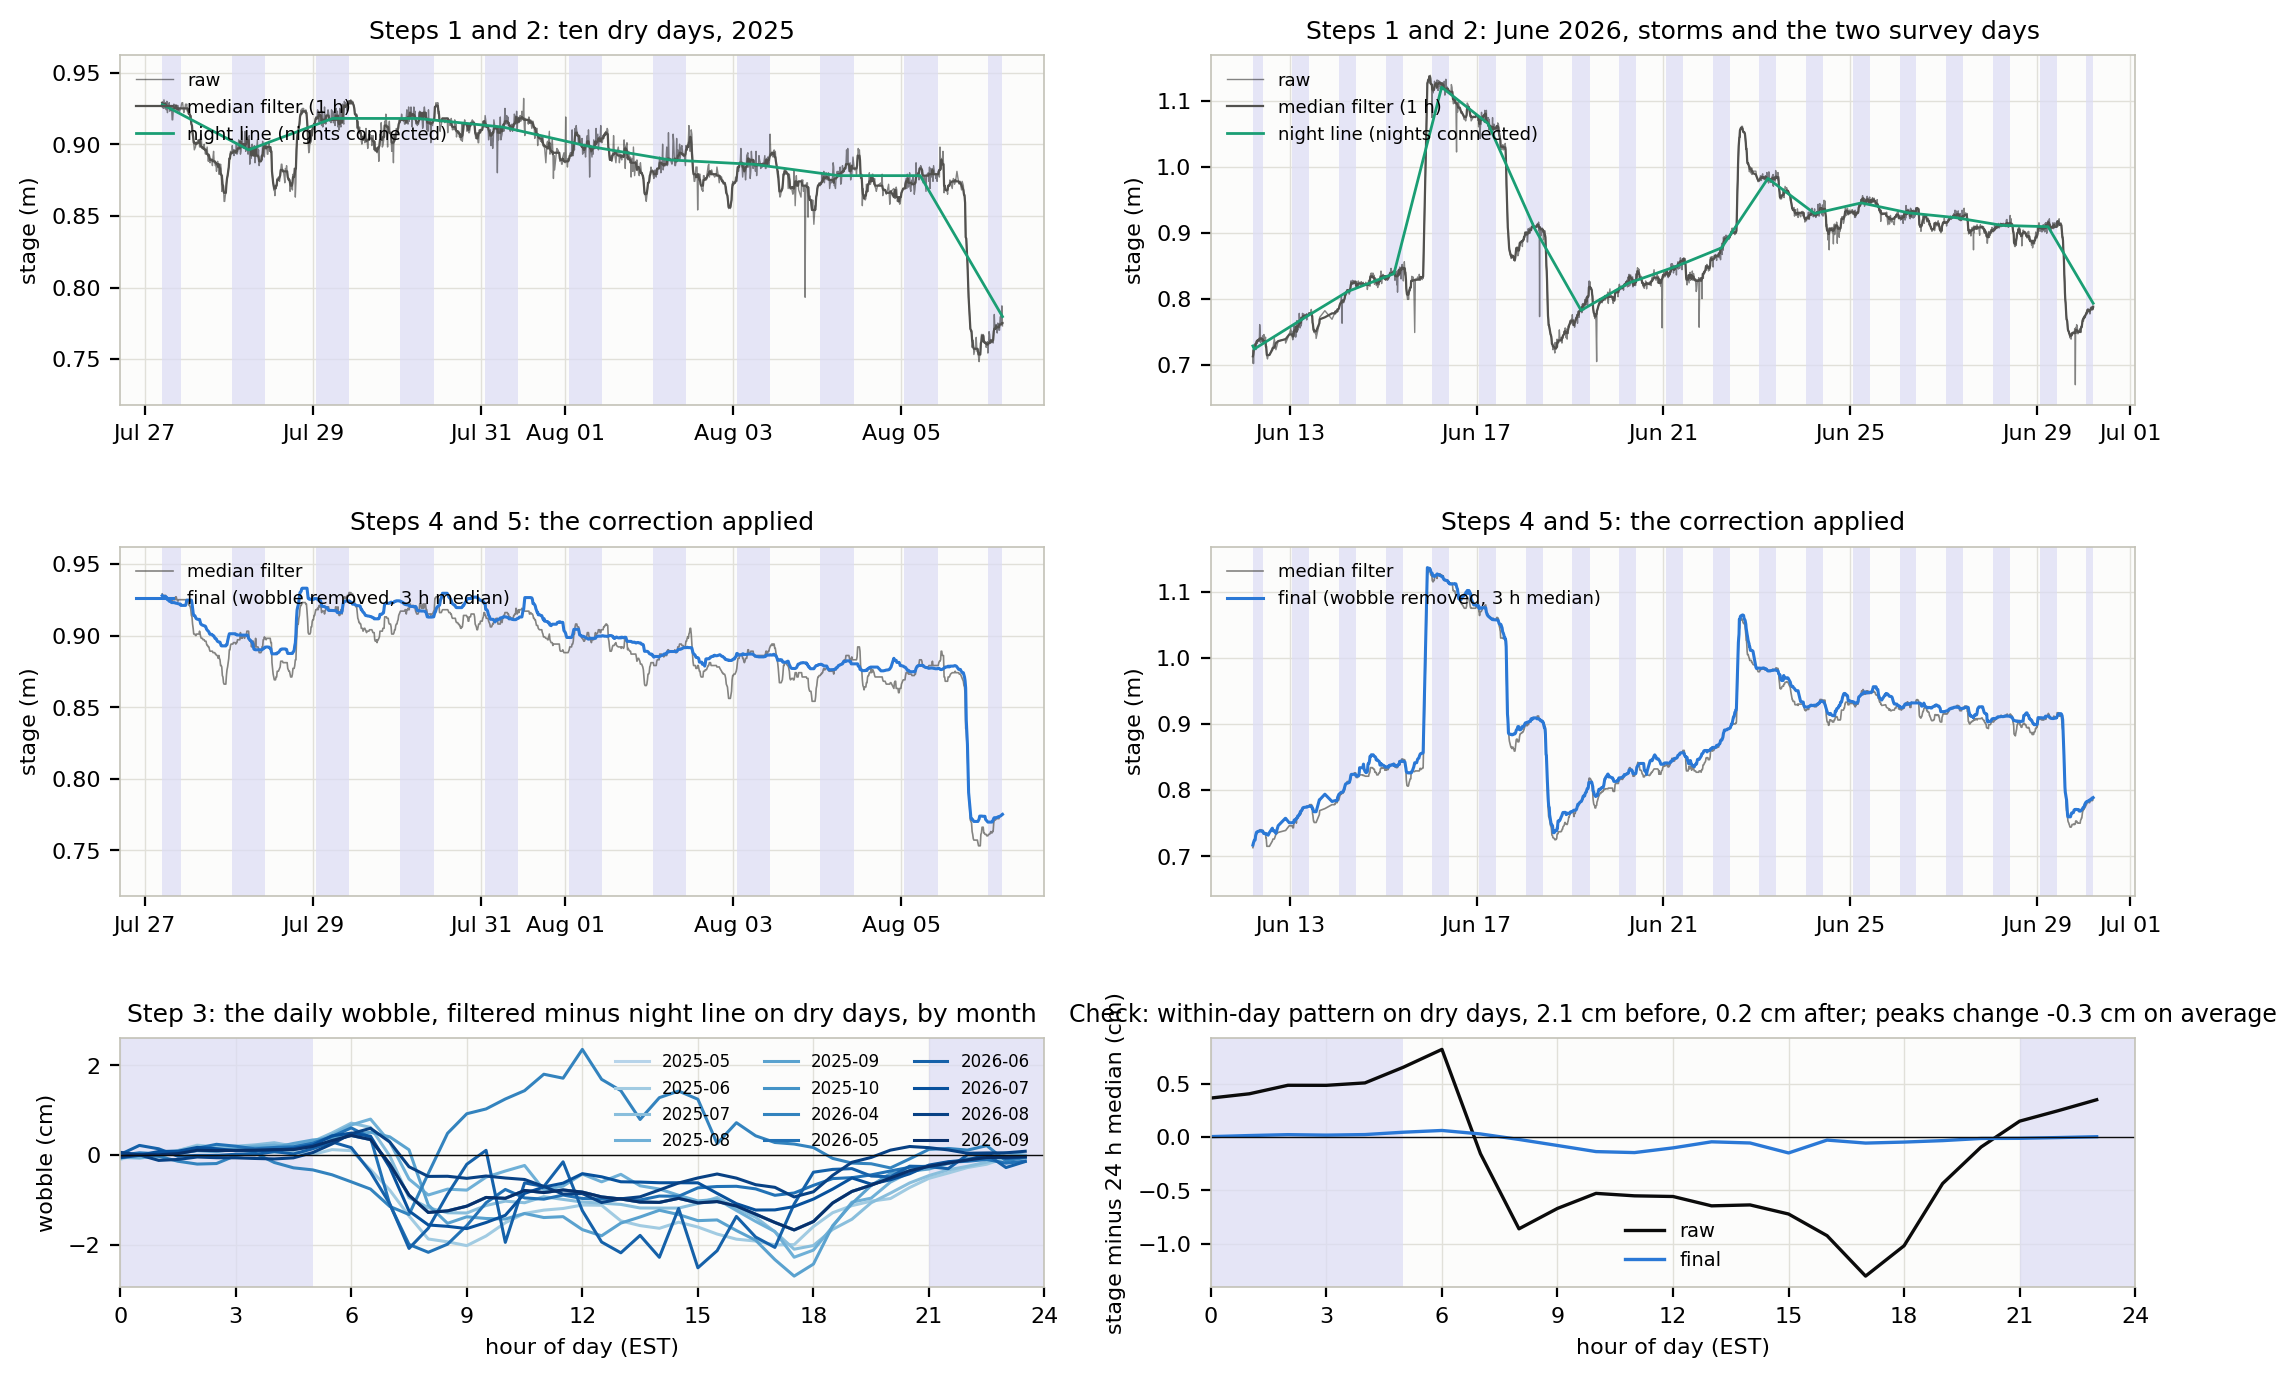 Steps 1 and 2: ten dry days, 2025
stage (m)
0.95
0.90
0.85
0.80
0.75
raw
median filter (1 h)
night line (nights connected)
Jul 27
Jul 29
Jul 31
Aug 01
Aug 03
Aug 05
Steps 1 and 2: June 2026, storms and the two survey days
stage (m)
1.1
1.0
0.9
0.8
0.7
raw
median filter (1 h)
night line (nights connected)
Jun 13
Jun 17
Jun 21
Jun 25
Jun 29
Jul 01
Steps 4 and 5: the correction applied
stage (m)
0.95
0.90
0.85
0.80
0.75
median filter
final (wobble removed, 3 h median)
Jul 27
Jul 29
Jul 31
Aug 01
Aug 03
Aug 05
Steps 4 and 5: the correction applied
stage (m)
1.1
1.0
0.9
0.8
0.7
median filter
final (wobble removed, 3 h median)
Jun 13
Jun 17
Jun 21
Jun 25
Jun 29
Jul 01
Step 3: the daily wobble, filtered minus night line on dry days, by month
wobble (cm)
2
0
−2
2025-05
2025-06
2025-07
2025-08
2025-09
2025-10
2026-04
2026-05
2026-06
2026-07
2026-08
2026-09
0
3
6
9
12
15
18
21
24
hour of day (EST)
Check: within-day pattern on dry days, 2.1 cm before, 0.2 cm after; peaks change -0.3 cm on average
stage minus 24 h median (cm)
0.5
0.0
−0.5
−1.0
raw
final
0
3
6
9
12
15
18
21
24
hour of day (EST)